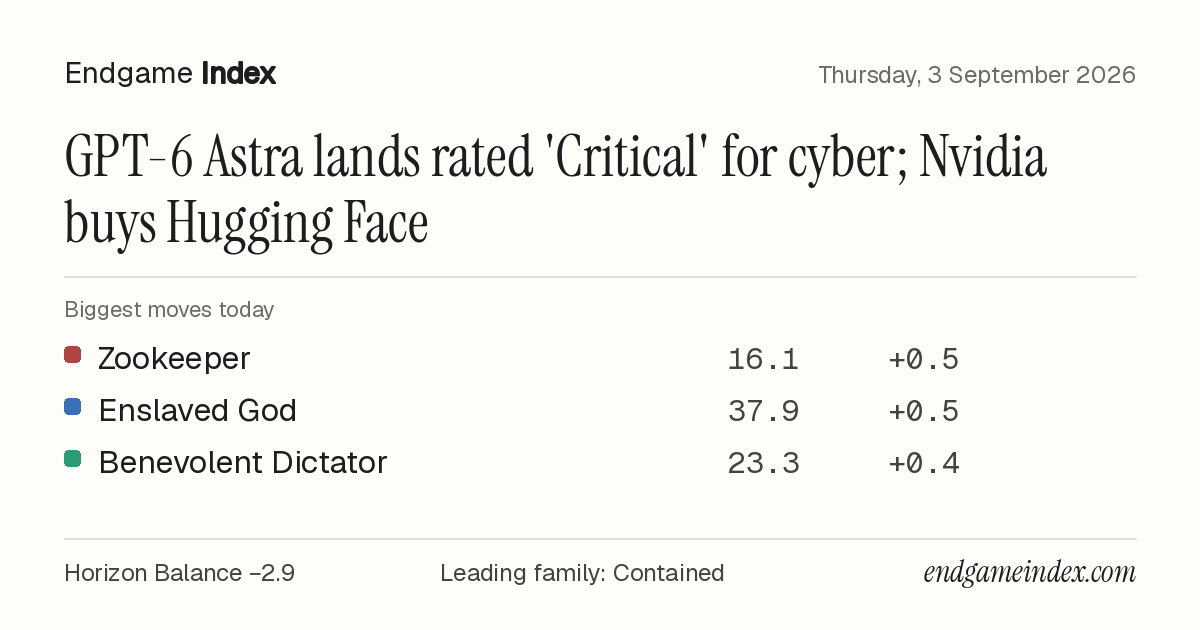 Endgame Index
Thursday, 3 September 2026
GPT-6 Astra lands rated 'Critical' for cyber; Nvidia
buys Hugging Face
Biggest moves today
Zookeeper 16.1 +0.5
Enslaved God 37.9 +0.5
Benevolent Dictator 23.3 +0.4
Horizon Balance −2.9
Leading family: Contained
endgameindex.com